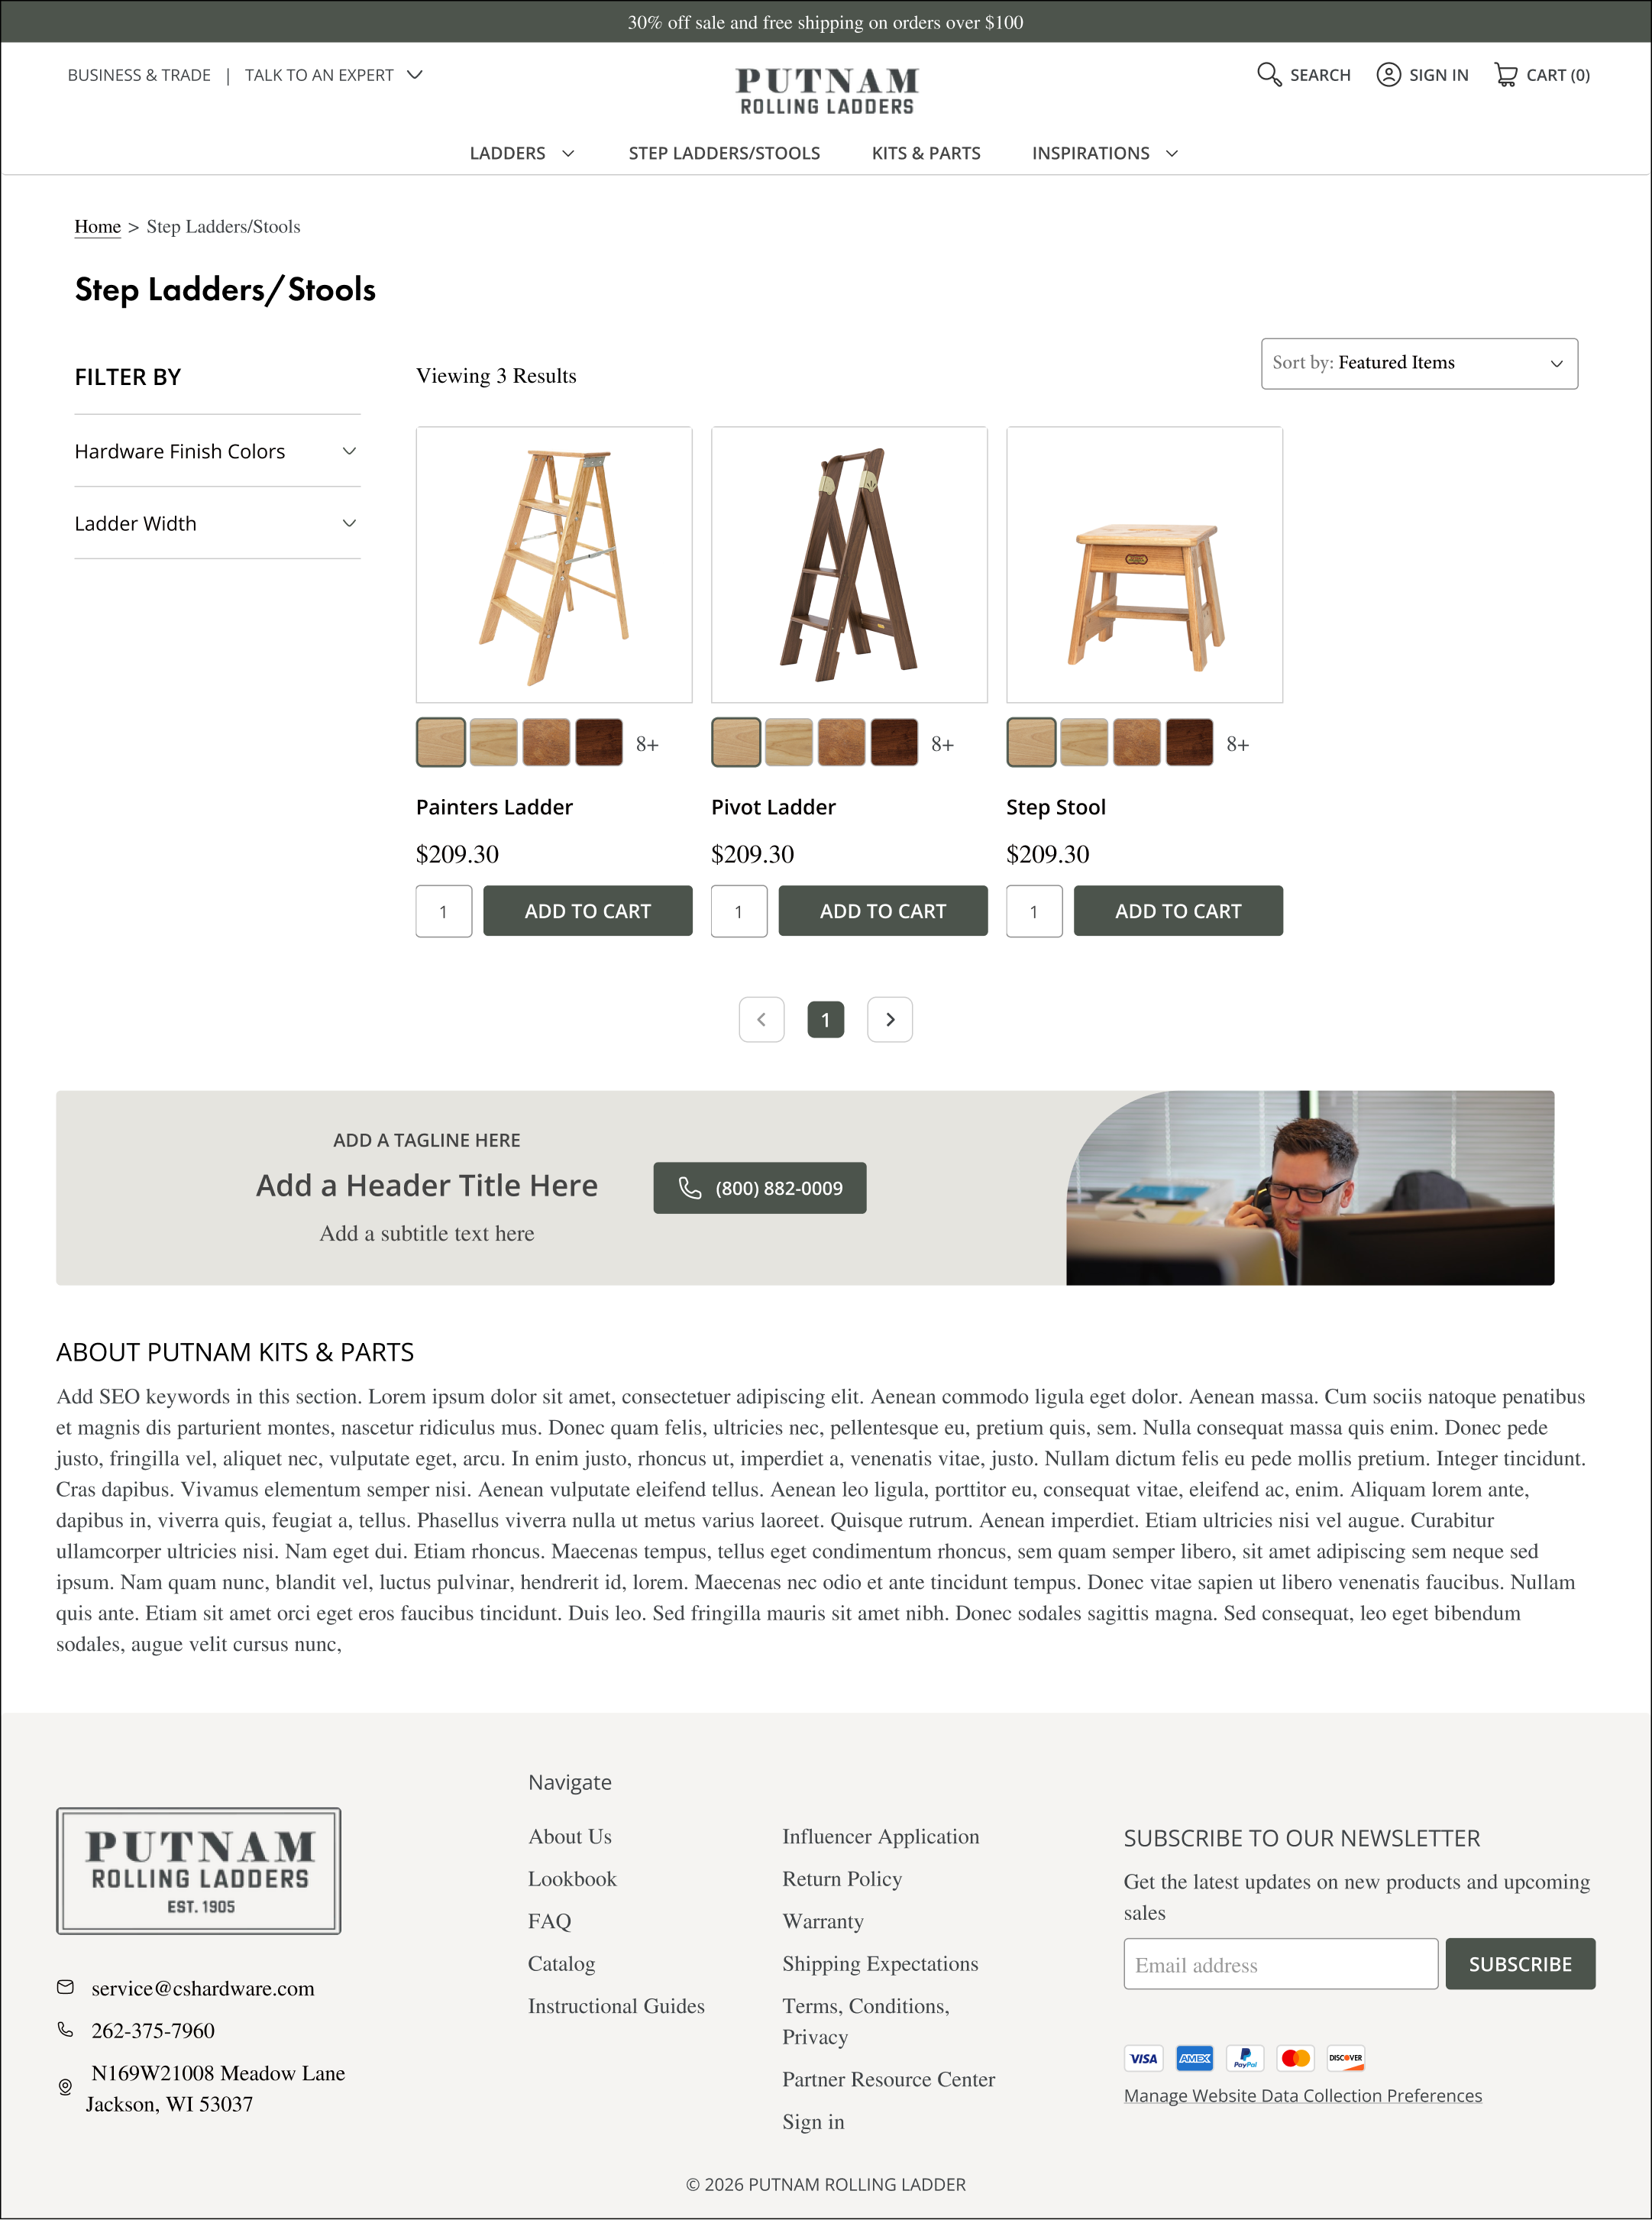 30% off sale and free shipping on orders over $100
BUSINESS & TRADE | TALK TO AN EXPERT
PUTNAM
ROLLING LADDERS
SEARCH
SIGN IN
CART (0)
LADDERS
STEP LADDERS/STOOLS
KITS & PARTS
INSPIRATIONS
Home > Step Ladders/Stools
Step Ladders/Stools
FILTER BY
Hardware Finish Colors
Ladder Width
Viewing 3 Results
Sort by: Featured Items
8+
8+
8+
Painters Ladder
Pivot Ladder
Step Stool
$209.30
$209.30
$209.30
1
ADD TO CART
1
ADD TO CART
1
ADD TO CART
1
ADD A TAGLINE HERE
Add a Header Title Here
Add a subtitle text here
(800) 882-0009
ABOUT PUTNAM KITS & PARTS
Add SEO keywords in this section. Lorem ipsum dolor sit amet, consectetuer adipiscing elit. Aenean commodo ligula eget dolor. Aenean massa. Cum sociis natoque penatibus
et magnis dis parturient montes, nascetur ridiculus mus. Donec quam felis, ultricies nec, pellentesque eu, pretium quis, sem. Nulla consequat massa quis enim. Donec pede
justo, fringilla vel, aliquet nec, vulputate eget, arcu. In enim justo, rhoncus ut, imperdiet a, venenatis vitae, justo. Nullam dictum felis eu pede mollis pretium. Integer tincidunt.
Cras dapibus. Vivamus elementum semper nisi. Aenean vulputate eleifend tellus. Aenean leo ligula, porttitor eu, consequat vitae, eleifend ac, enim. Aliquam lorem ante,
dapibus in, viverra quis, feugiat a, tellus. Phasellus viverra nulla ut metus varius laoreet. Quisque rutrum. Aenean imperdiet. Etiam ultricies nisi vel augue. Curabitur
ullamcorper ultricies nisi. Nam eget dui. Etiam rhoncus. Maecenas tempus, tellus eget condimentum rhoncus, sem quam semper libero, sit amet adipiscing sem neque sed
ipsum. Nam quam nunc, blandit vel, luctus pulvinar, hendrerit id, lorem. Maecenas nec odio et ante tincidunt tempus. Donec vitae sapien ut libero venenatis faucibus. Nullam
quis ante. Etiam sit amet orci eget eros faucibus tincidunt. Duis leo. Sed fringilla mauris sit amet nibh. Donec sodales sagittis magna. Sed consequat, leo eget bibendum
sodales, augue velit cursus nunc,
PUTNAM
ROLLING LADDERS
EST. 1905
service@cshardware.com
262-375-7960
N169W21008 Meadow Lane
Jackson, WI 53037
Navigate
About Us
Lookbook
FAQ
Catalog
Instructional Guides
Influencer Application
Return Policy
Warranty
Shipping Expectations
Terms, Conditions,
Privacy
Partner Resource Center
Sign in
SUBSCRIBE TO OUR NEWSLETTER
Get the latest updates on new products and upcoming
sales
Email address
SUBSCRIBE
VISA
AMEX
PayPal
DISCOVER
Manage Website Data Collection Preferences
© 2026 PUTNAM ROLLING LADDER